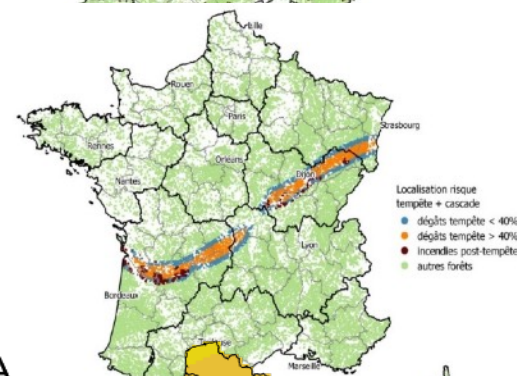 Lille
Rouen
Paris
Strasbourg
Rennes
Orléans
Nantes
Dijon
Localisation risque
tempête + cascade
dégâts tempête < 40%
dégâts tempête > 40%
incendies post-tempête
autres forêts
Lyon
Bordeaux
Toulouse
Marseille